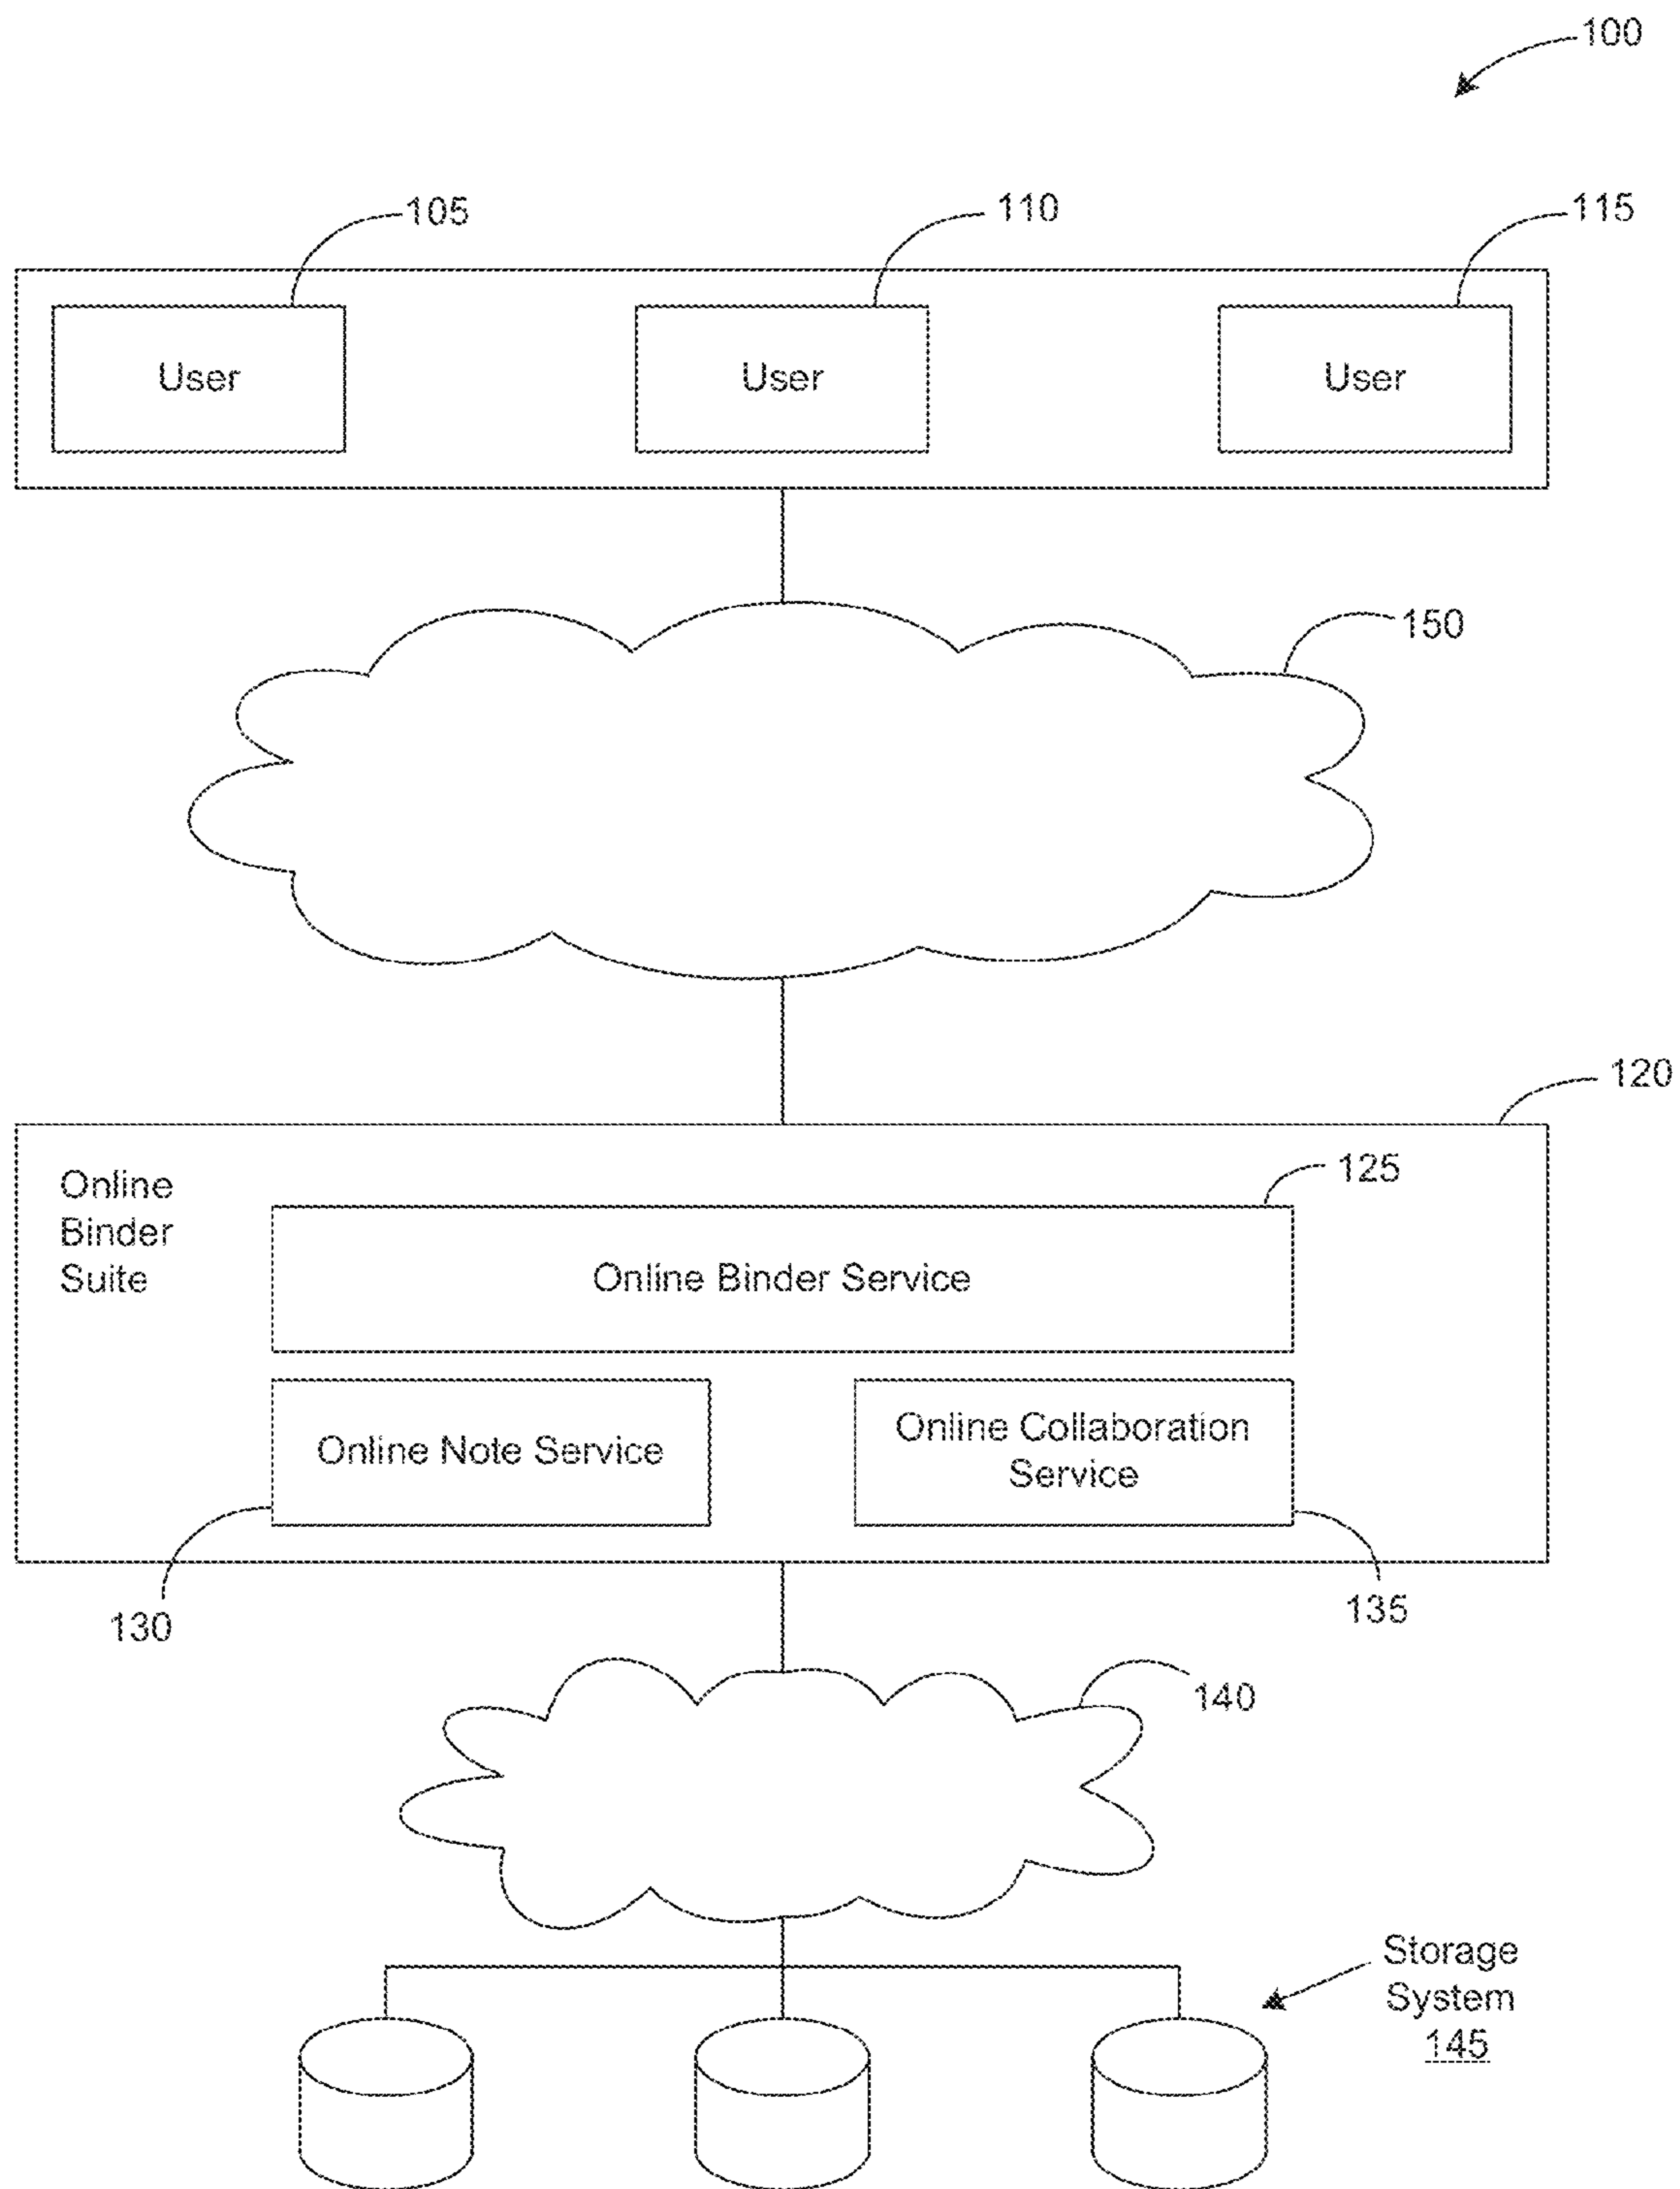 100
105
110
115
User
User
User
150
120
Online
Binder
Suite
125
Online Binder Service
Online Note Service
Online Collaboration
Service
130
135
140
Storage
System
145